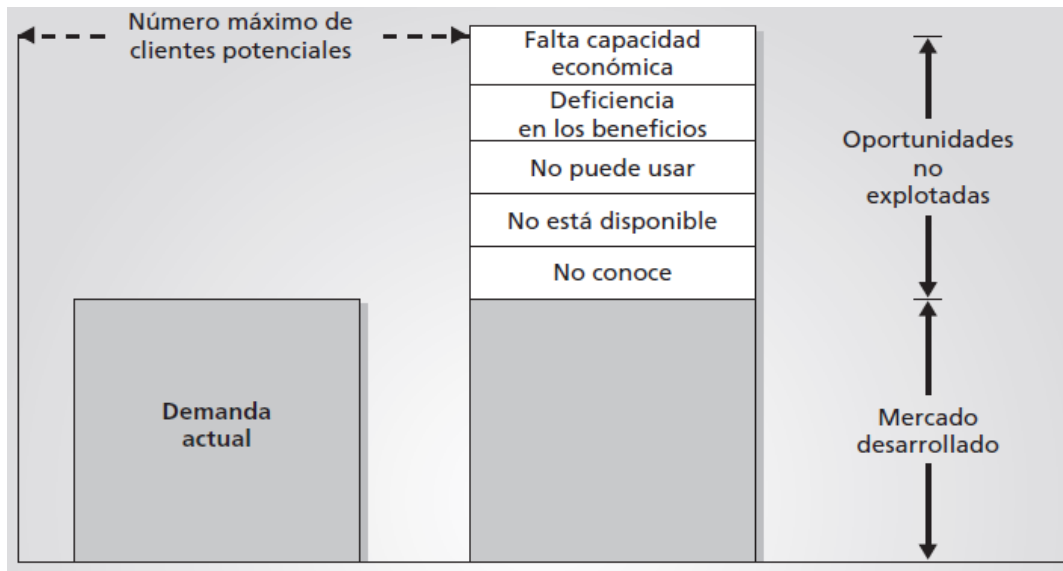 Número máximo de
clientes potenciales
Falta capacidad
económica
Deficiencia
en los beneficios
No puede usar
No está disponible
No conoce
Oportunidades
no
explotadas
Demanda
actual
Mercado
desarrollado